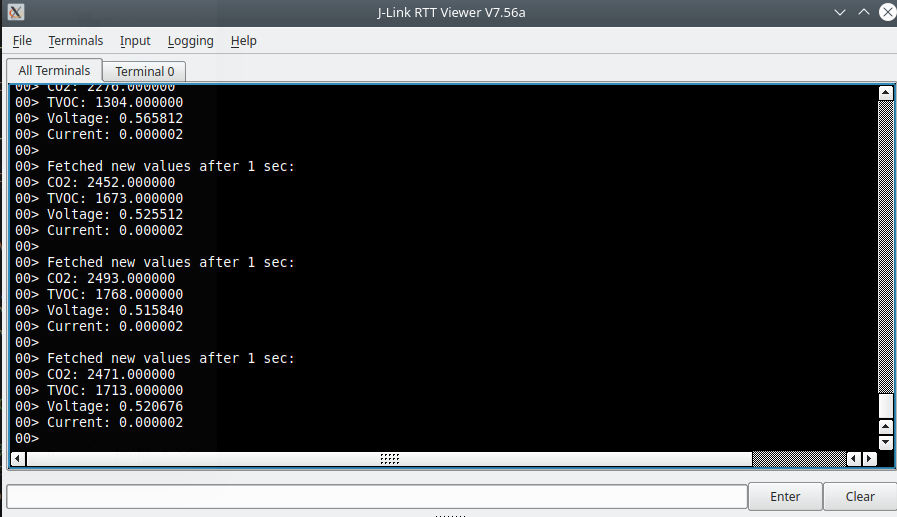 J-Link RTT Viewer V7.56a
File Terminals Input Logging Help
All Terminals Terminal 0
00> CO2: 2276.000000
00> TVOC: 1304.000000
00> Voltage: 0.565812
00> Current: 0.000002
00>
00> Fetched new values after 1 sec:
00> CO2: 2452.000000
00> TVOC: 1673.000000
00> Voltage: 0.525512
00> Current: 0.000002
00>
00> Fetched new values after 1 sec:
00> CO2: 2493.000000
00> TVOC: 1768.000000
00> Voltage: 0.515840
00> Current: 0.000002
00>
00> Fetched new values after 1 sec:
00> CO2: 2471.000000
00> TVOC: 1713.000000
00> Voltage: 0.520676
00> Current: 0.000002
00>
Enter Clear